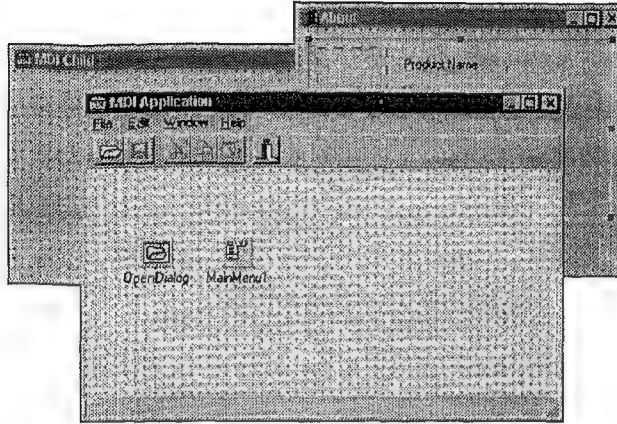 About
MDI Child
Product Name
MDI Application
File Edit Window Help
OpenDialog MainMenu1